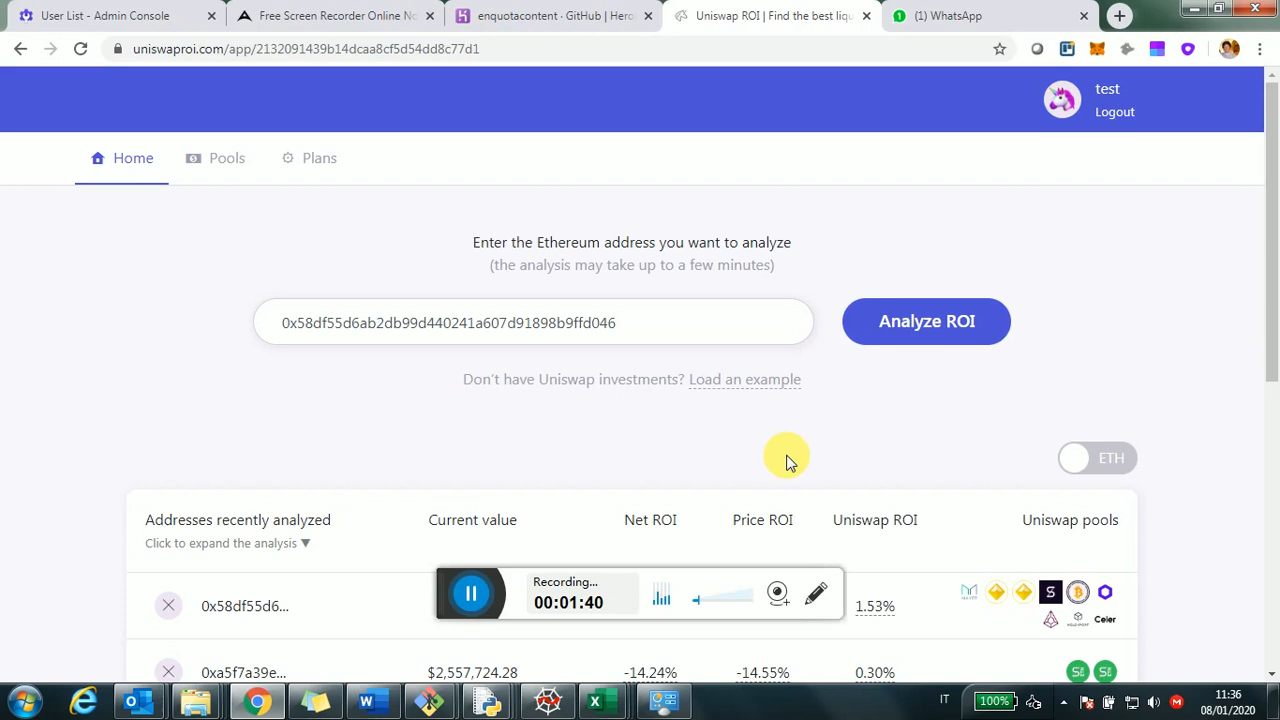 User List - Admin Console
Free Screen Recorder Online No
enquotacontent · GitHub | Hero
Uniswap ROI | Find the best liqu
(1) WhatsApp
uniswaproi.com/app/2132091439b14dcaa8cf5d54dd8c77d1
test
Logout
Home
Pools
Plans
Enter the Ethereum address you want to analyze
(the analysis may take up to a few minutes)
0x58df55d6ab2db99d440241a607d91898b9ffd046
Analyze ROI
Don't have Uniswap investments? Load an example
ETH
Addresses recently analyzed
Current value
Net ROI
Price ROI
Uniswap ROI
Uniswap pools
Click to expand the analysis ▼
Recording...
00:01:40
0x58df55d6...
1.53%
Celer
0xa5f7a39e...
$2,557,724.28
-14.24%
-14.55%
0.30%
IT
100%
11:36
08/01/2020